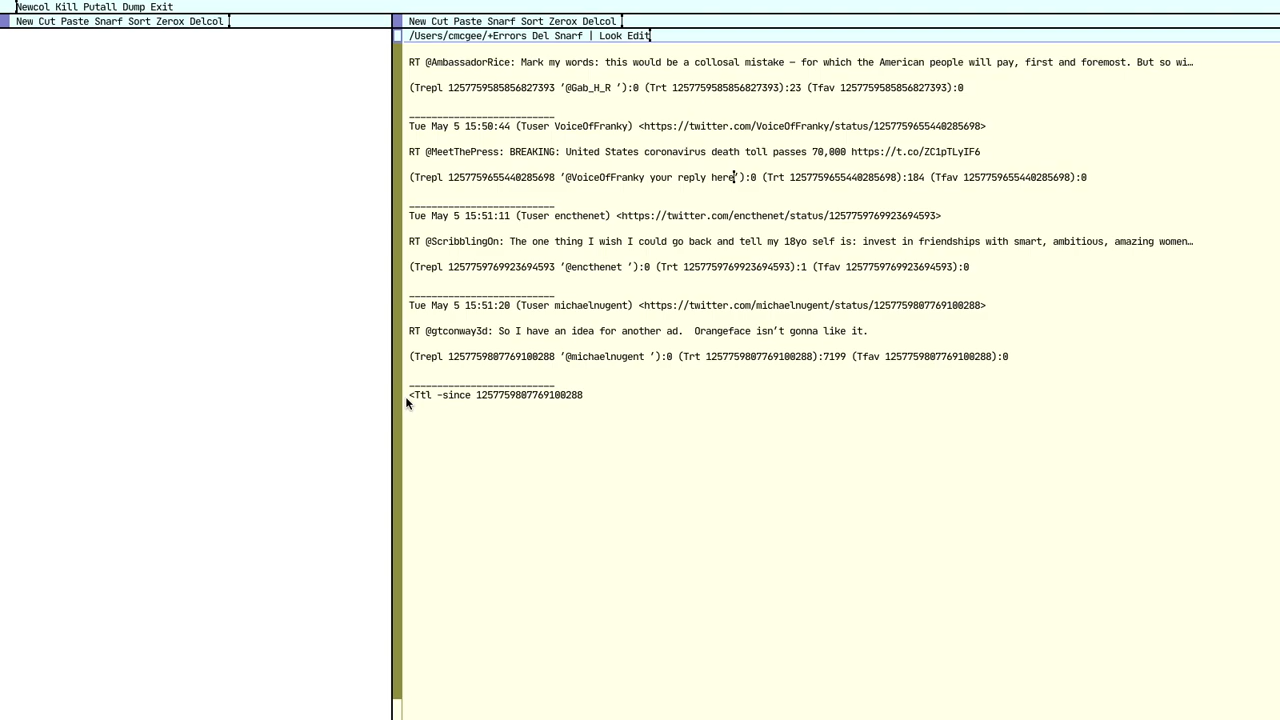 Newcol Kill Putall Dump Exit
New Cut Paste Snarf Sort Zerox Delcol
New Cut Paste Snarf Sort Zerox Delcol
/Users/cmcgee/+Errors Del Snarf | Look Edit
RT @AmbassadorRice: Mark my words: this would be a collosal mistake – for which the American people will pay, first and foremost. But so wi…
(Trepl 1257759585856827393 '@Gab_H_R '):0 (Trt 1257759585856827393):23 (Tfav 1257759585856827393):0
__________________________
Tue May 5 15:50:44 (Tuser VoiceOfFranky) <https://twitter.com/VoiceOfFranky/status/1257759655440285698>
RT @MeetThePress: BREAKING: United States coronavirus death toll passes 70,000 https://t.co/ZC1pTLyIF6
(Trepl 1257759655440285698 '@VoiceOfFranky your reply here'):0 (Trt 1257759655440285698):184 (Tfav 1257759655440285698):0
__________________________
Tue May 5 15:51:11 (Tuser encthenet) <https://twitter.com/encthenet/status/1257759769923694593>
RT @ScribblingOn: The one thing I wish I could go back and tell my 18yo self is: invest in friendships with smart, ambitious, amazing women…
(Trepl 1257759769923694593 '@encthenet '):0 (Trt 1257759769923694593):1 (Tfav 1257759769923694593):0
__________________________
Tue May 5 15:51:20 (Tuser michaelnugent) <https://twitter.com/michaelnugent/status/1257759807769100288>
RT @gtconway3d: So I have an idea for another ad.  Orangeface isn't gonna like it.
(Trepl 1257759807769100288 '@michaelnugent '):0 (Trt 1257759807769100288):7199 (Tfav 1257759807769100288):0
__________________________
<Ttl -since 1257759807769100288